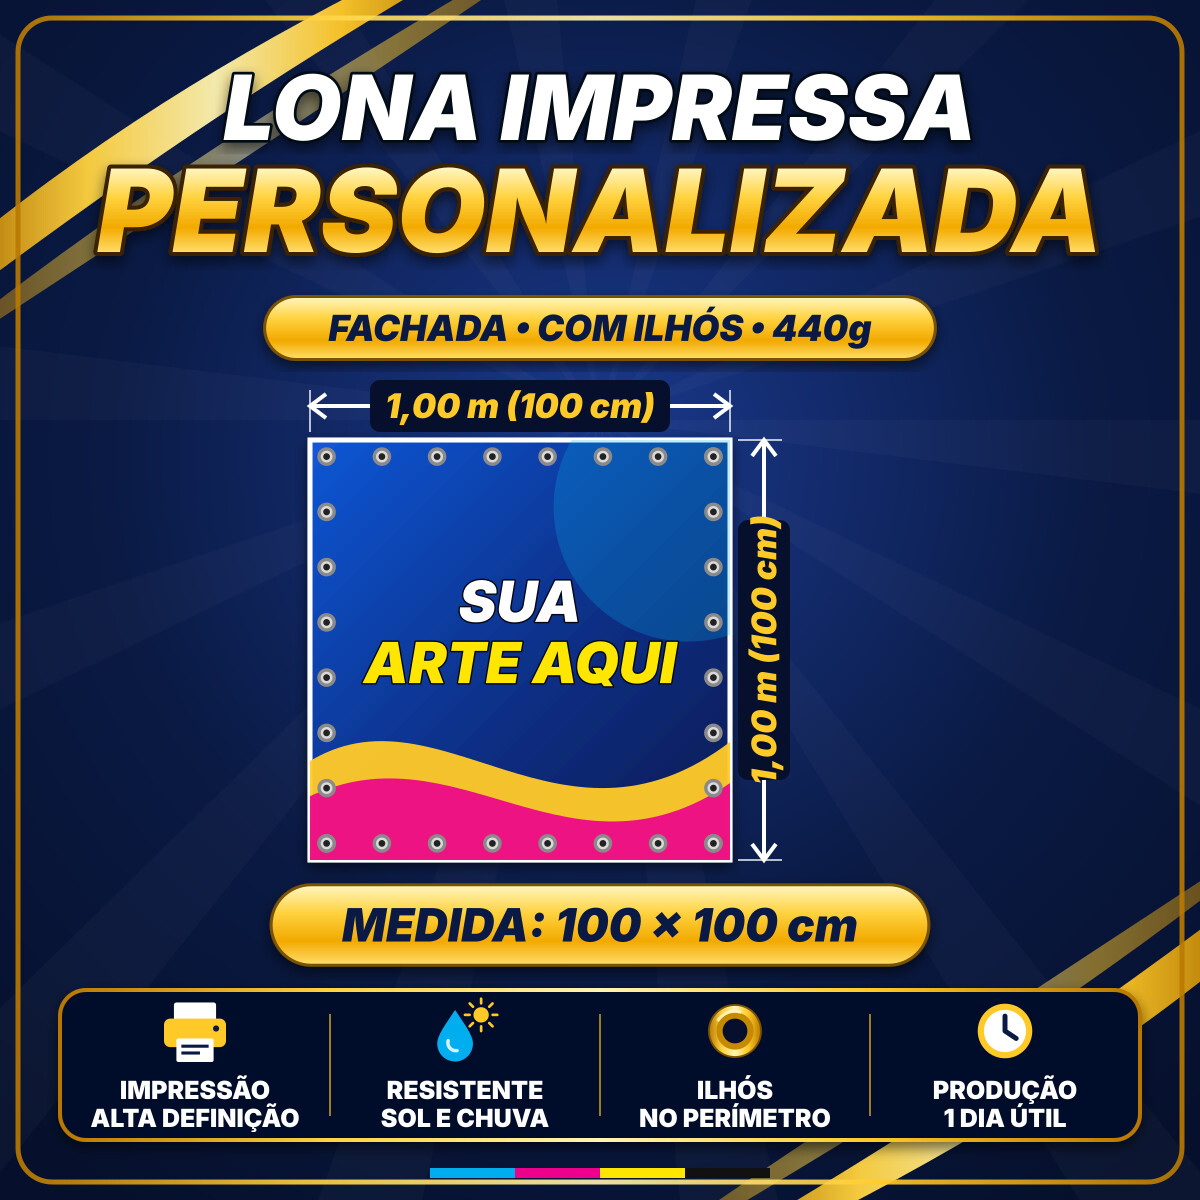 LONA IMPRESSA
PERSONALIZADA
FACHADA • COM ILHÓS • 440g
1,00 m (100 cm)
1,00 m (100 cm)
SUA
ARTE AQUI
MEDIDA: 100 × 100 cm
IMPRESSÃO
ALTA DEFINIÇÃO
RESISTENTE
SOL E CHUVA
ILHÓS
NO PERÍMETRO
PRODUÇÃO
1 DIA ÚTIL